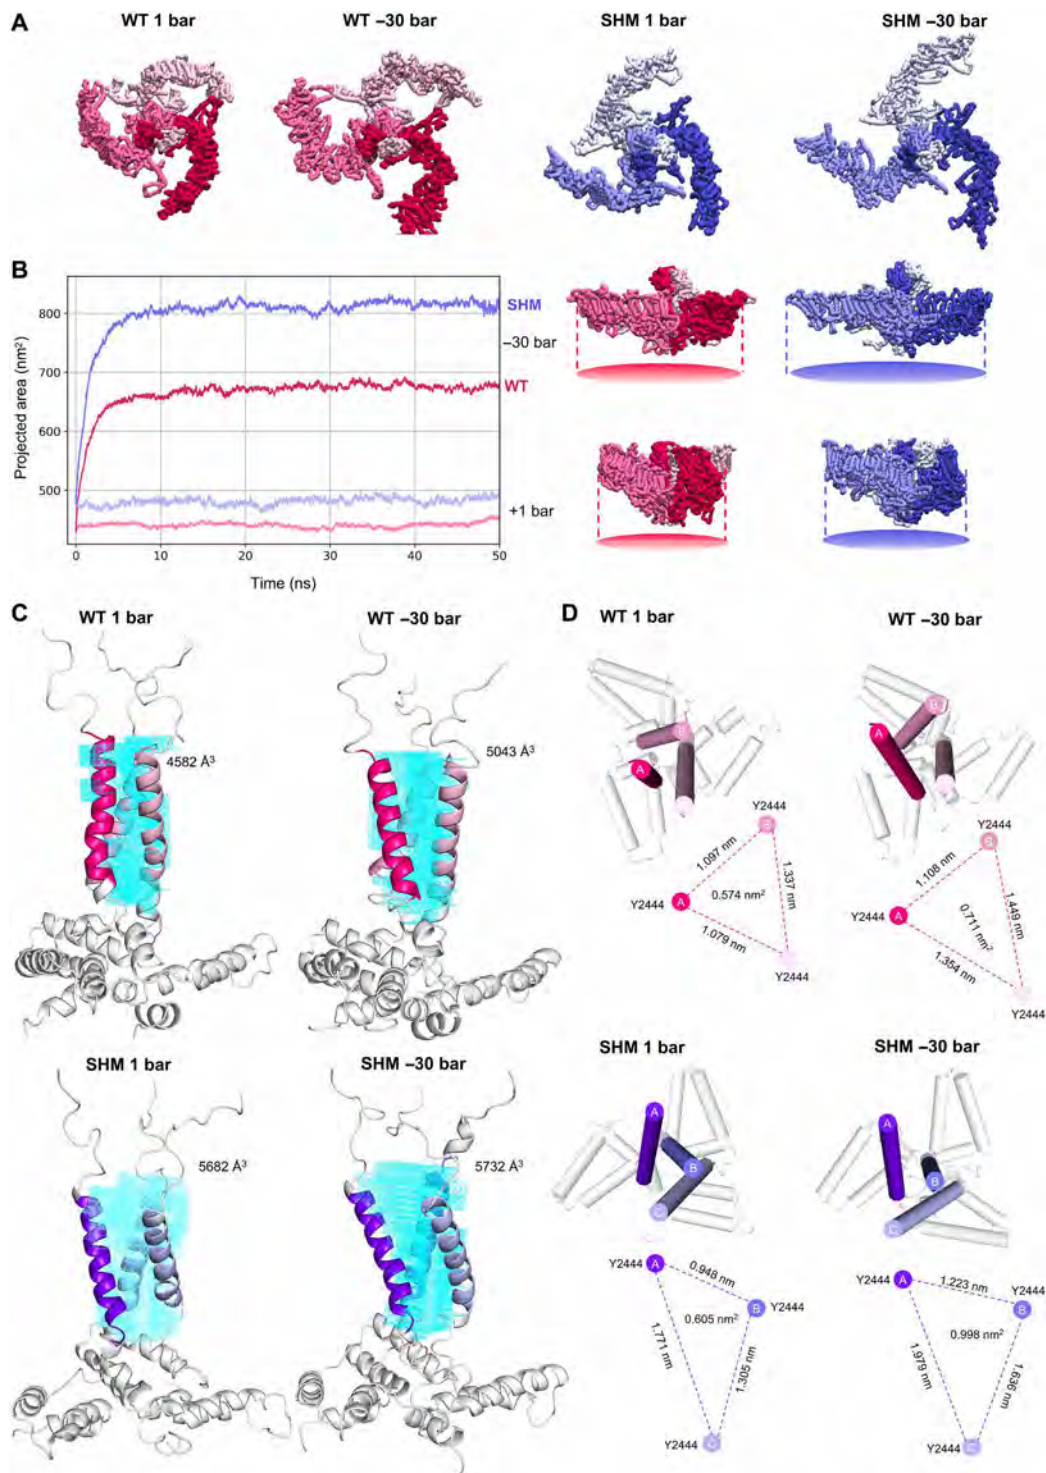 A
WT 1 bar
WT –30 bar
SHM 1 bar
SHM –30 bar
B
Projected area (nm²)
800
700
600
500
SHM
–30 bar
WT
+1 bar
0
10
20
30
40
50
Time (ns)
C
WT 1 bar
WT –30 bar
4582 Å³
5043 Å³
SHM 1 bar
SHM –30 bar
5682 Å³
5732 Å³
D
WT 1 bar
WT –30 bar
A
B
A
B
Y2444
B
1.097 nm
1.337 nm
0.574 nm²
Y2444
A
1.079 nm
Y2444
Y2444
B
1.108 nm
1.449 nm
0.711 nm²
Y2444
A
1.354 nm
Y2444
SHM 1 bar
SHM –30 bar
A
B
C
A
B
C
Y2444
A
0.948 nm
B
Y2444
0.605 nm²
1.771 nm
1.305 nm
Y2444
C
Y2444
A
1.223 nm
Y2444
B
0.998 nm²
1.979 nm
1.636 nm
Y2444
C